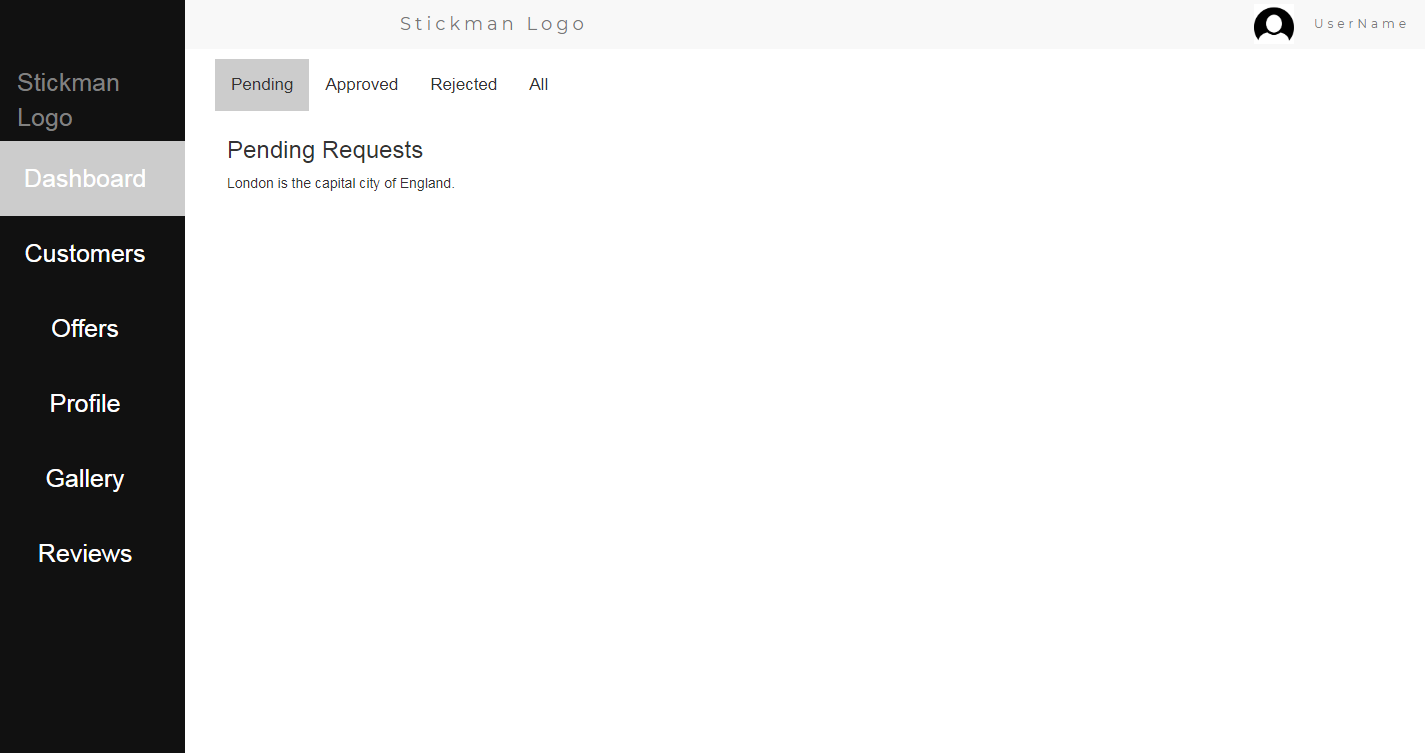 Stickman Logo
UserName
Stickman
Logo
Dashboard
Customers
Offers
Profile
Gallery
Reviews
Pending Approved Rejected All
Pending Requests
London is the capital city of England.